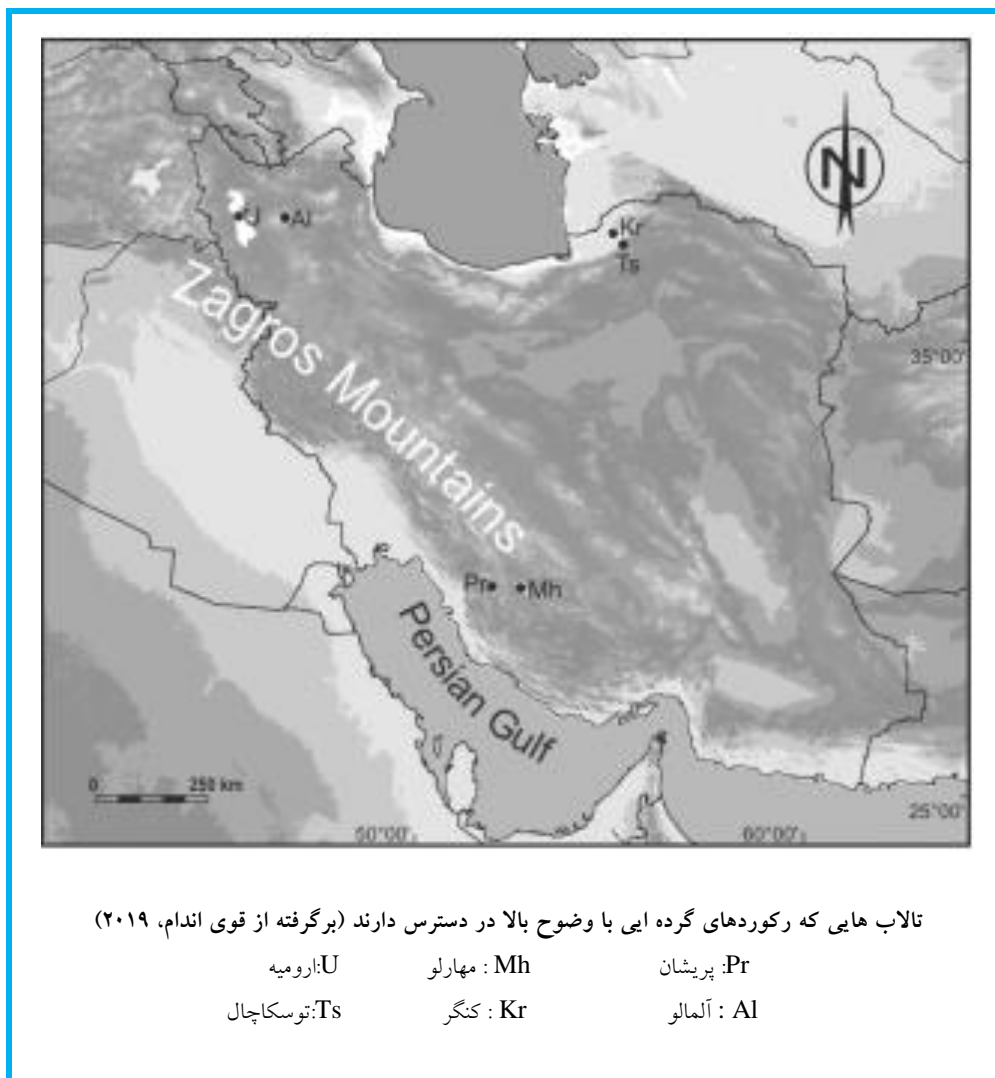 N
U
Al
Kr
Ts
Zagros Mountains
35°00'
Pr
Mh
Persian Gulf
0 250 km
25°00'
50°00'
60°00'
تالاب هایی که رکوردهای گرده ایی با وضوح بالا در دسترس دارند (برگرفته از قوی اندام، ۲۰۱۹)
Pr: پریشان Mh : مهارلو U:ارومیه
Al : آلمالو Kr : کنگر Ts:توسکاچال